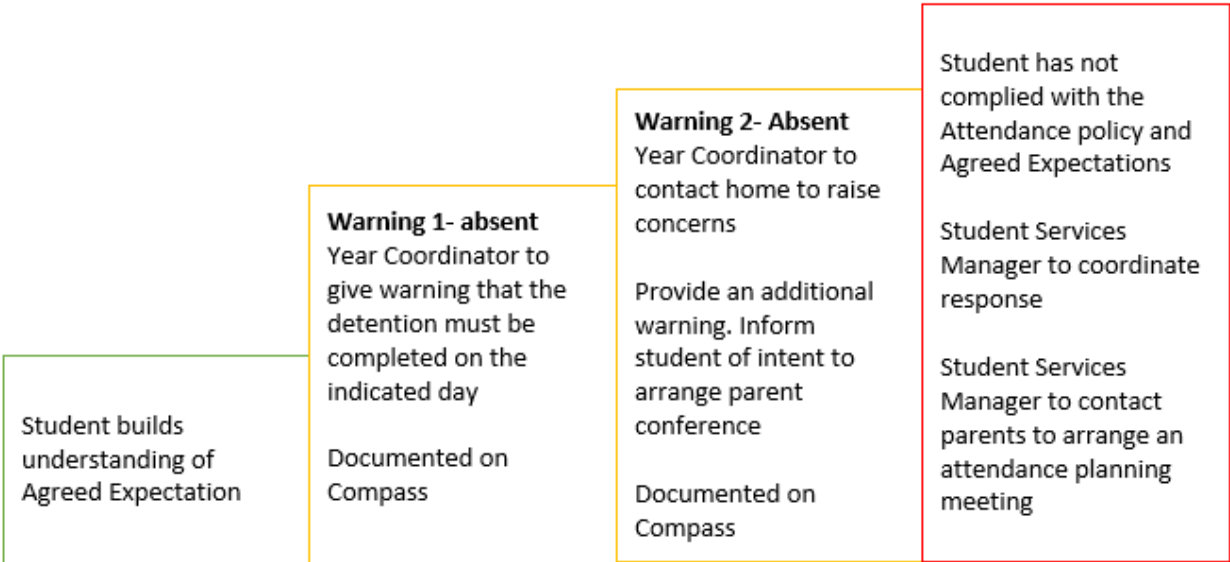 Student builds
understanding of
Agreed Expectation
Warning 1- absent
Year Coordinator to
give warning that the
detention must be
completed on the
indicated day
Documented on
Compass
Warning 2- Absent
Year Coordinator to
contact home to raise
concerns
Provide an additional
warning. Inform
student of intent to
arrange parent
conference
Documented on
Compass
Student has not
complied with the
Attendance policy and
Agreed Expectations
Student Services
Manager to coordinate
response
Student Services
Manager to contact
parents to arrange an
attendance planning
meeting